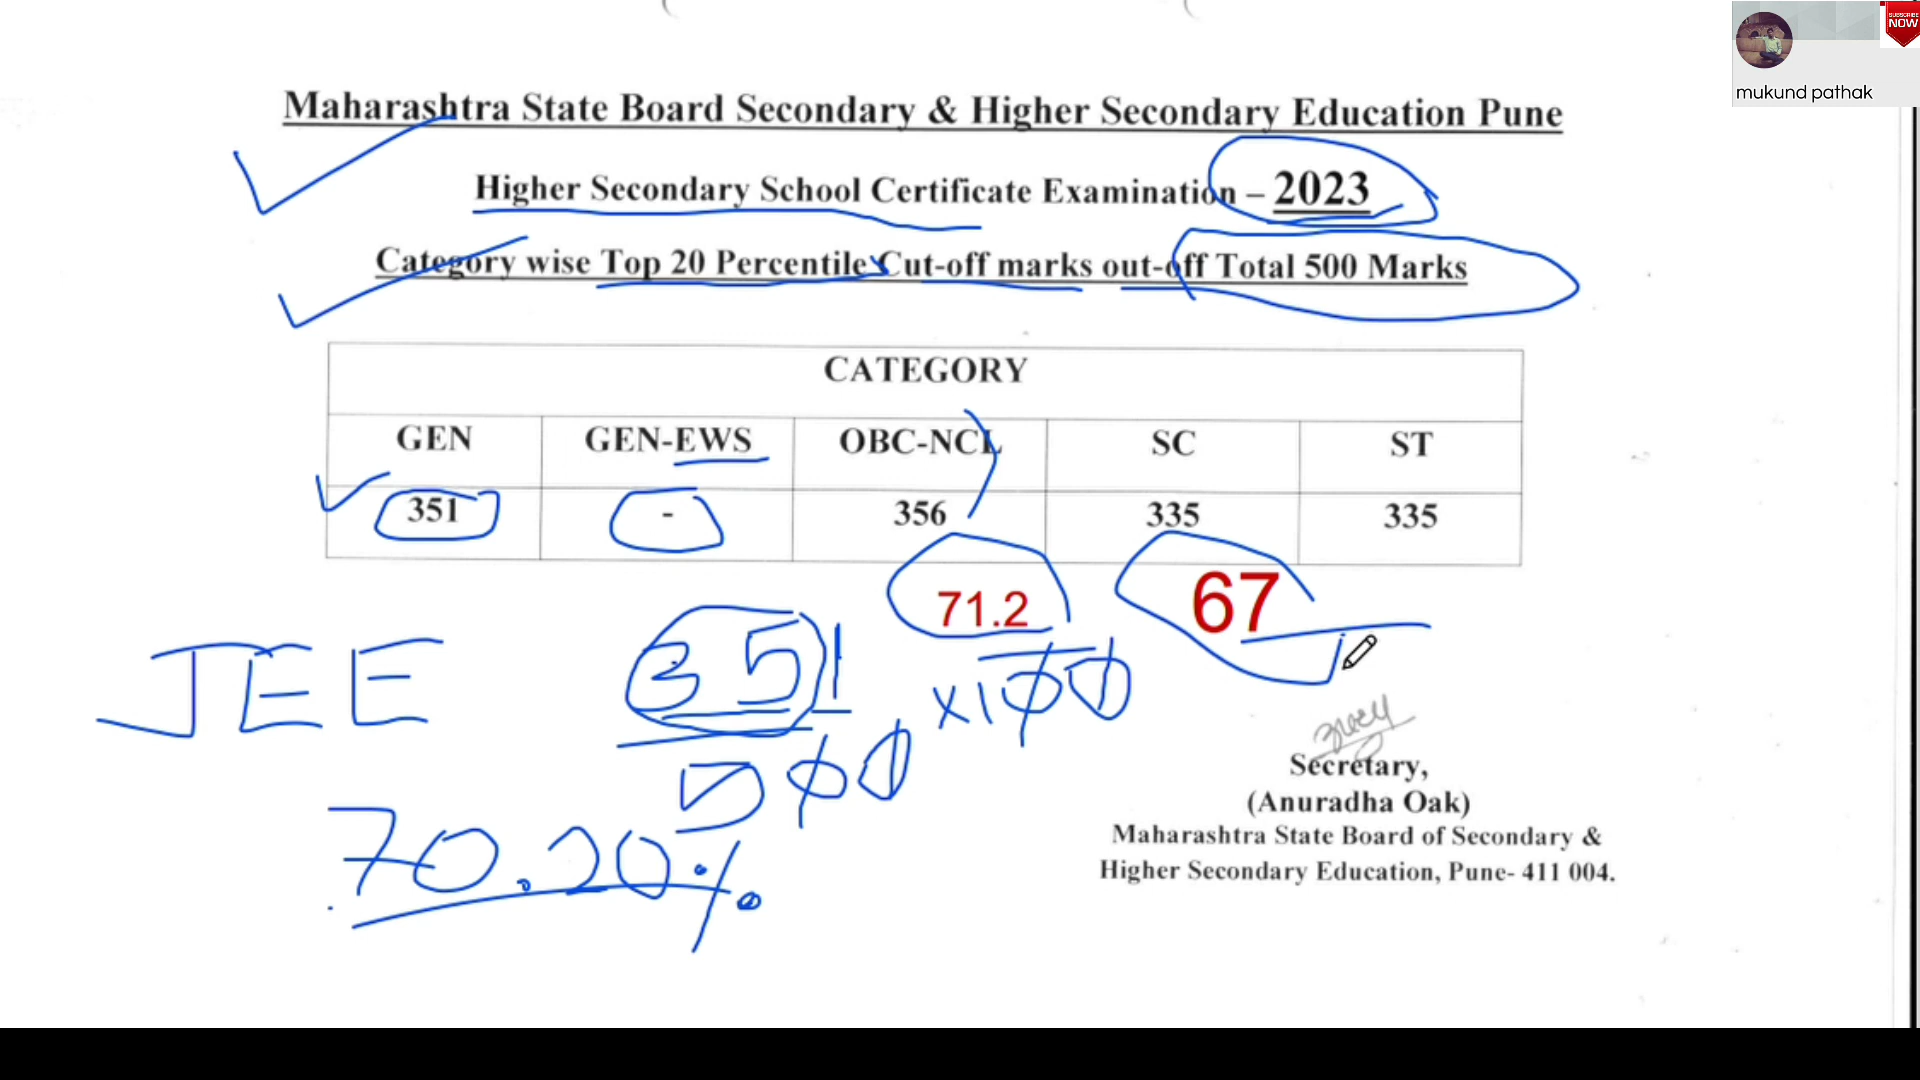 SUBSCRIBE
NOW
mukund pathak
Maharashtra State Board Secondary & Higher Secondary Education Pune
Higher Secondary School Certificate Examination – 2023
Category wise Top 20 Percentile Cut-off marks out-off Total 500 Marks
CATEGORY
GEN GEN-EWS OBC-NCL SC ST
351 - 356 335 335
71.2 67
JEE 351 x100
500
70.20%
Secretary,
(Anuradha Oak)
Maharashtra State Board of Secondary &
Higher Secondary Education, Pune- 411 004.